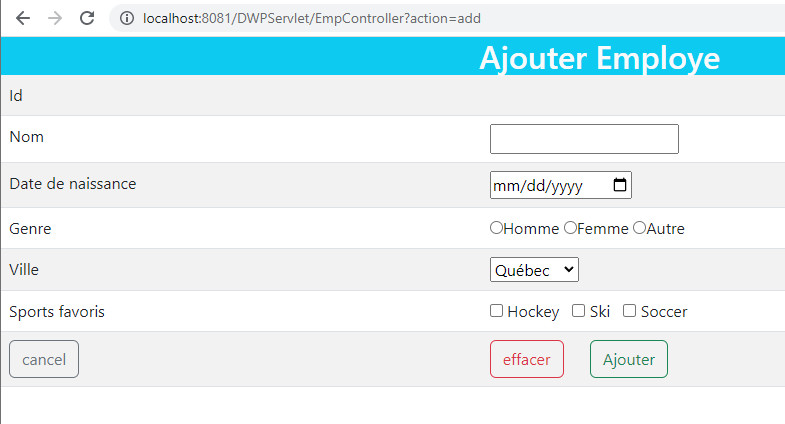 localhost:8081/DWPServlet/EmpController?action=add
Ajouter Employe
Id
Nom
Date de naissance mm/dd/yyyy
Genre Homme Femme Autre
Ville Québec
Sports favoris Hockey Ski Soccer
cancel effacer Ajouter